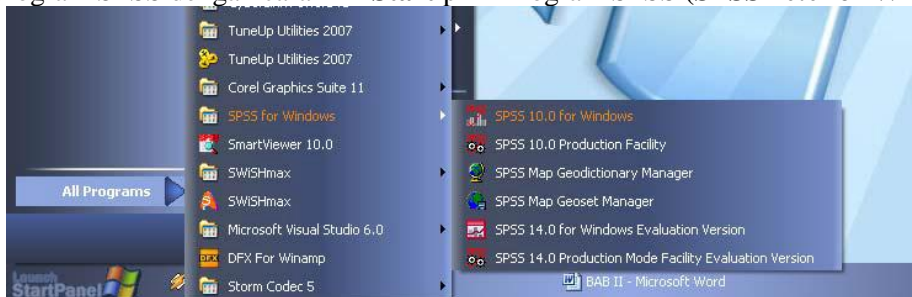 SPSS
TuneUp Utilities 2007
TuneUp Utilities 2007
Corel Graphics Suite 11
SPSS for Windows
SmartViewer 10.0
SWiSHmax
SWiSHmax
Microsoft Visual Studio 6.0
DFX For Winamp
Storm Codec 5
SPSS 10.0 for Windows
SPSS 10.0 Production Facility
SPSS Map Geodictionary Manager
SPSS Map Geoset Manager
SPSS 14.0 for Windows Evaluation Version
SPSS 14.0 Production Mode Facility Evaluation Version
All Programs
Launch
StartPanel
BAB II - Microsoft Word